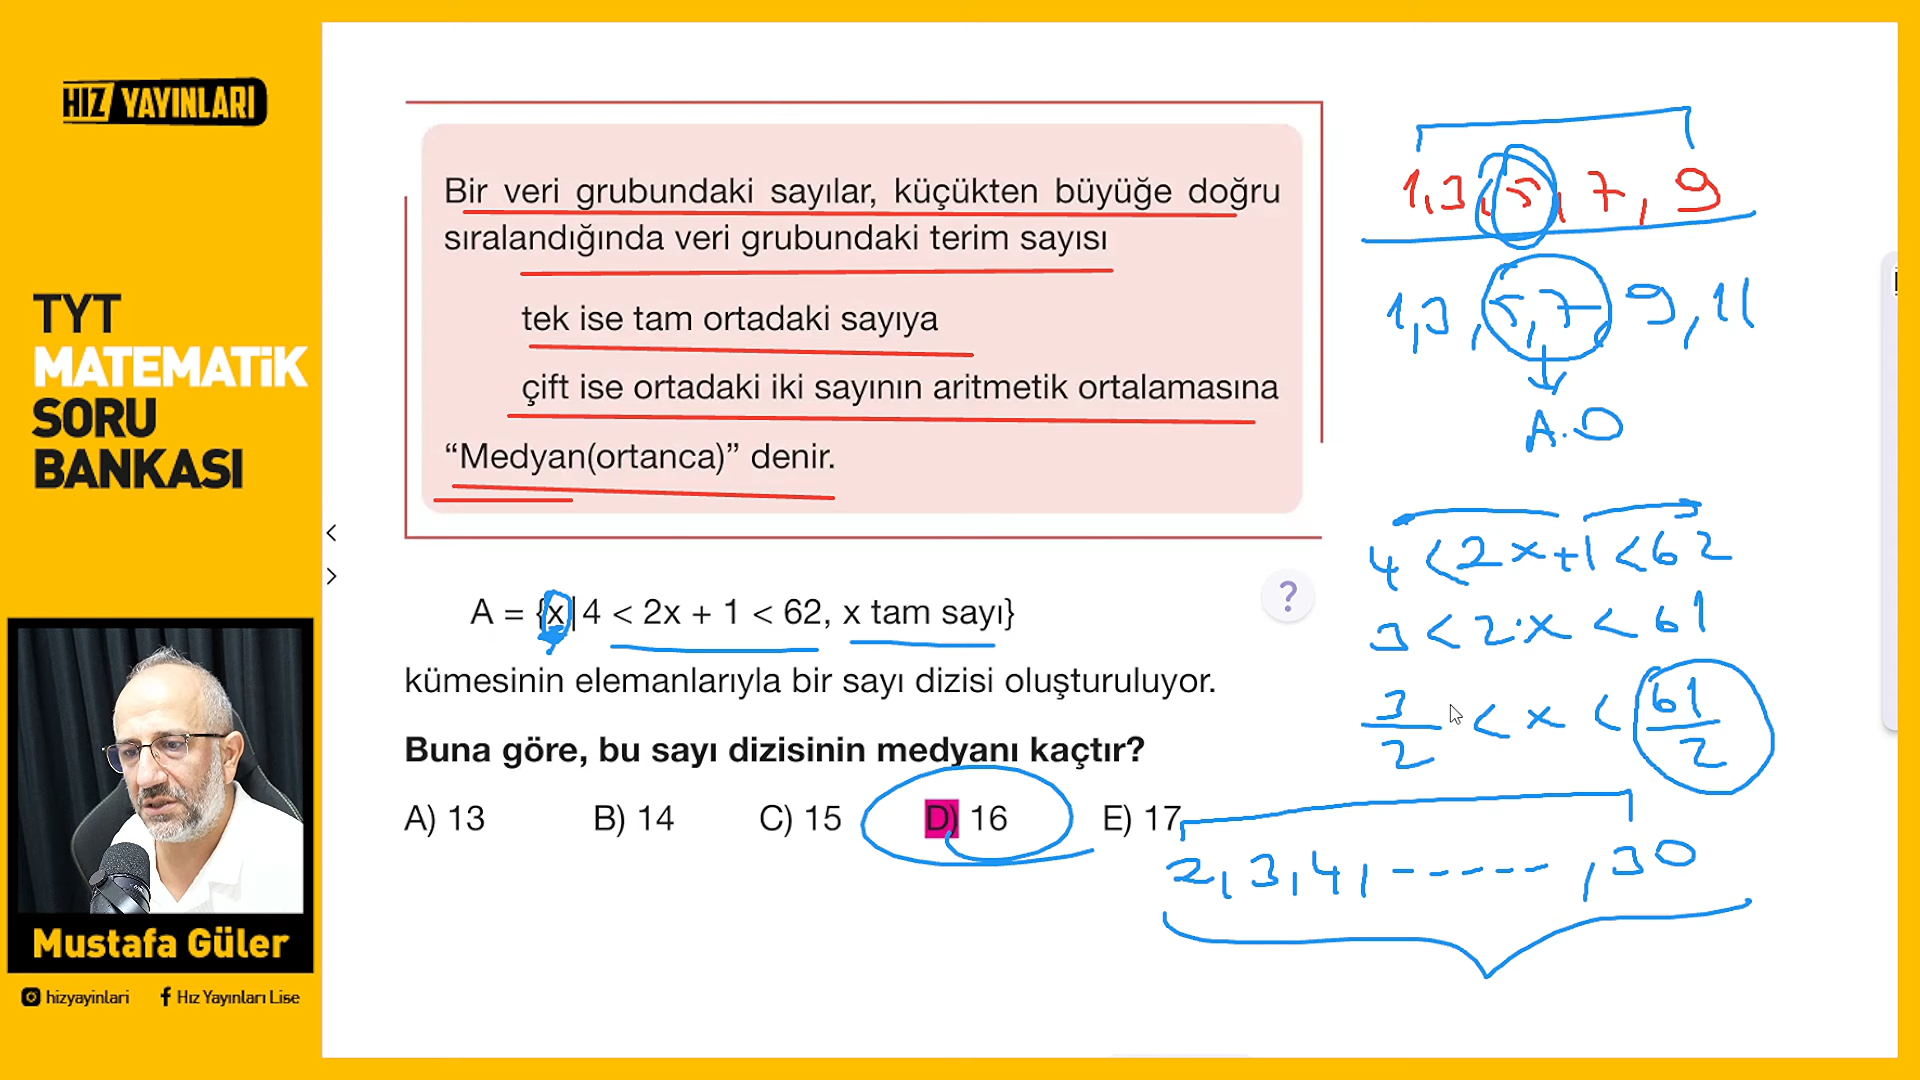 HIZ YAYINLARI
TYT
MATEMATİK
SORU
BANKASI
Mustafa Güler
hizyayinlari
Hız Yayınları Lise
Bir veri grubundaki sayılar, küçükten büyüğe doğru
sıralandığında veri grubundaki terim sayısı
tek ise tam ortadaki sayıya
çift ise ortadaki iki sayının aritmetik ortalamasına
“Medyan(ortanca)” denir.
?
A = {x|4 < 2x + 1 < 62, x tam sayı}
kümesinin elemanlarıyla bir sayı dizisi oluşturuluyor.
Buna göre, bu sayı dizisinin medyanı kaçtır?
A) 13 B) 14 C) 15 D) 16 E) 17
1,3,5,7,9
1,3,5,7,9,11
A.O
4<2x+1<62
3<2·x<61
3/2<x<61/2
2,3,4,-----,30